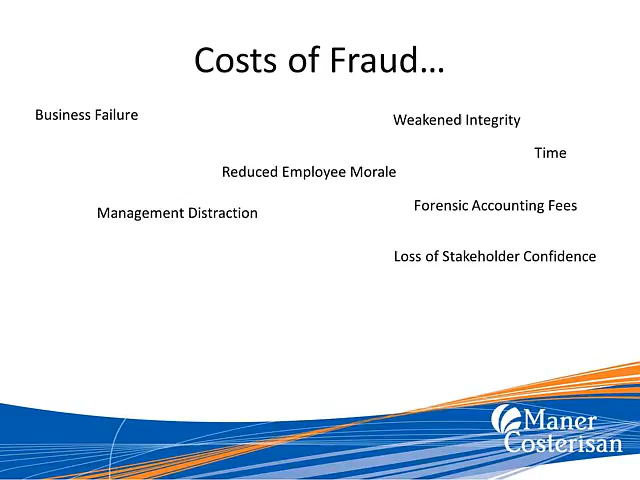 Costs of Fraud…
Business Failure
Weakened Integrity
Time
Reduced Employee Morale
Forensic Accounting Fees
Management Distraction
Loss of Stakeholder Confidence
Maner
Costerisan